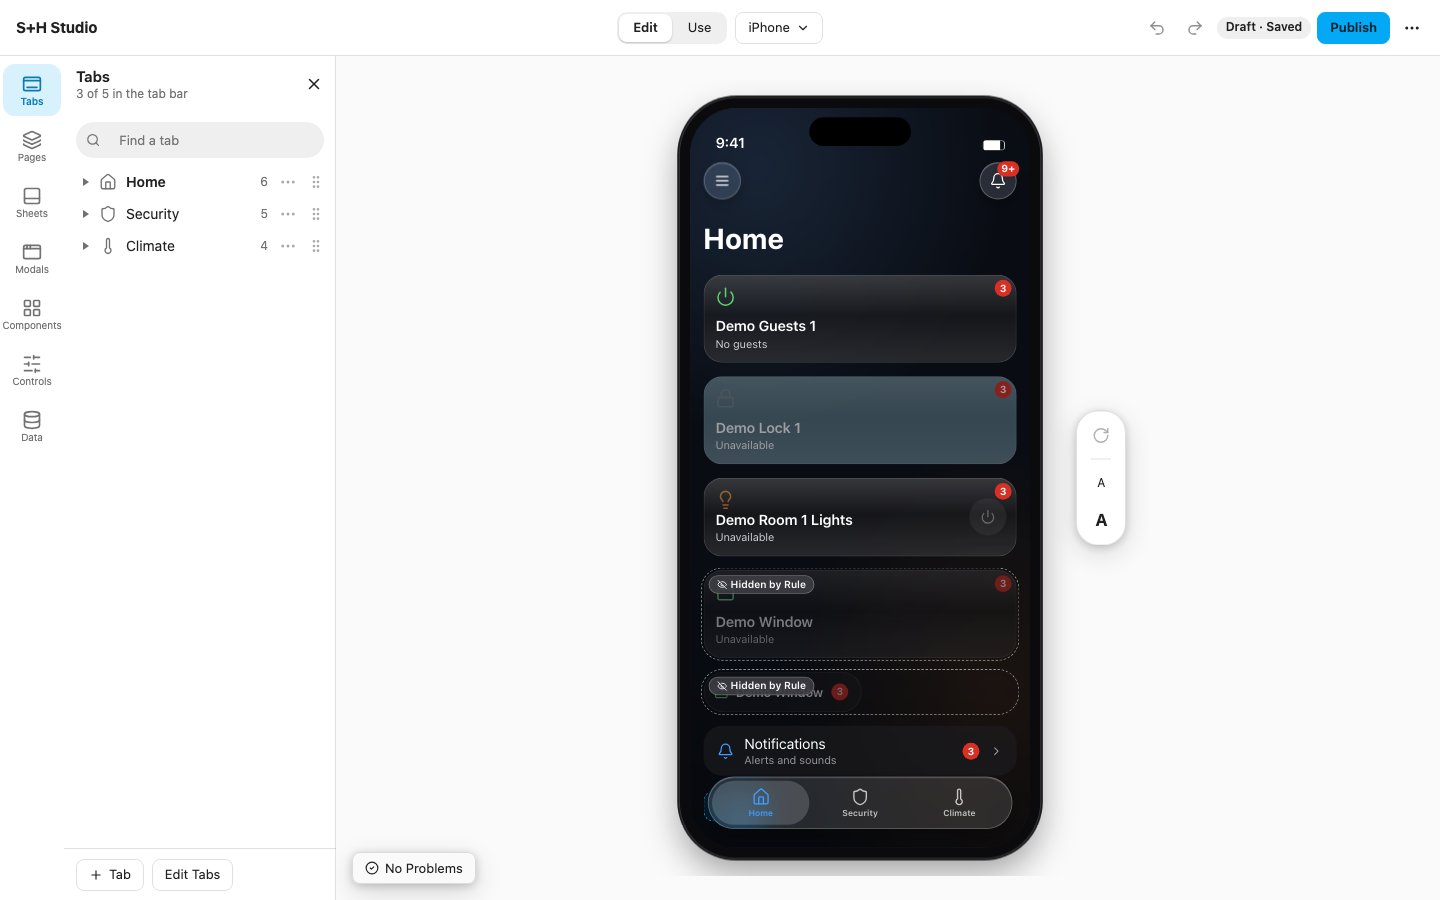 S+H Studio
Edit
Use
iPhone
Draft · Saved
Publish
Tabs
Pages
Sheets
Modals
Components
Controls
Data
Tabs
3 of 5 in the tab bar
Find a tab
Home 6
Security 5
Climate 4
+ Tab
Edit Tabs
No Problems
9:41
9+
Home
3
Demo Guests 1
No guests
3
Demo Lock 1
Unavailable
3
Demo Room 1 Lights
Unavailable
Hidden by Rule
3
Demo Window
Unavailable
Hidden by Rule
Demo Window 3
Notifications
Alerts and sounds
3
Home
Security
Climate
A
A